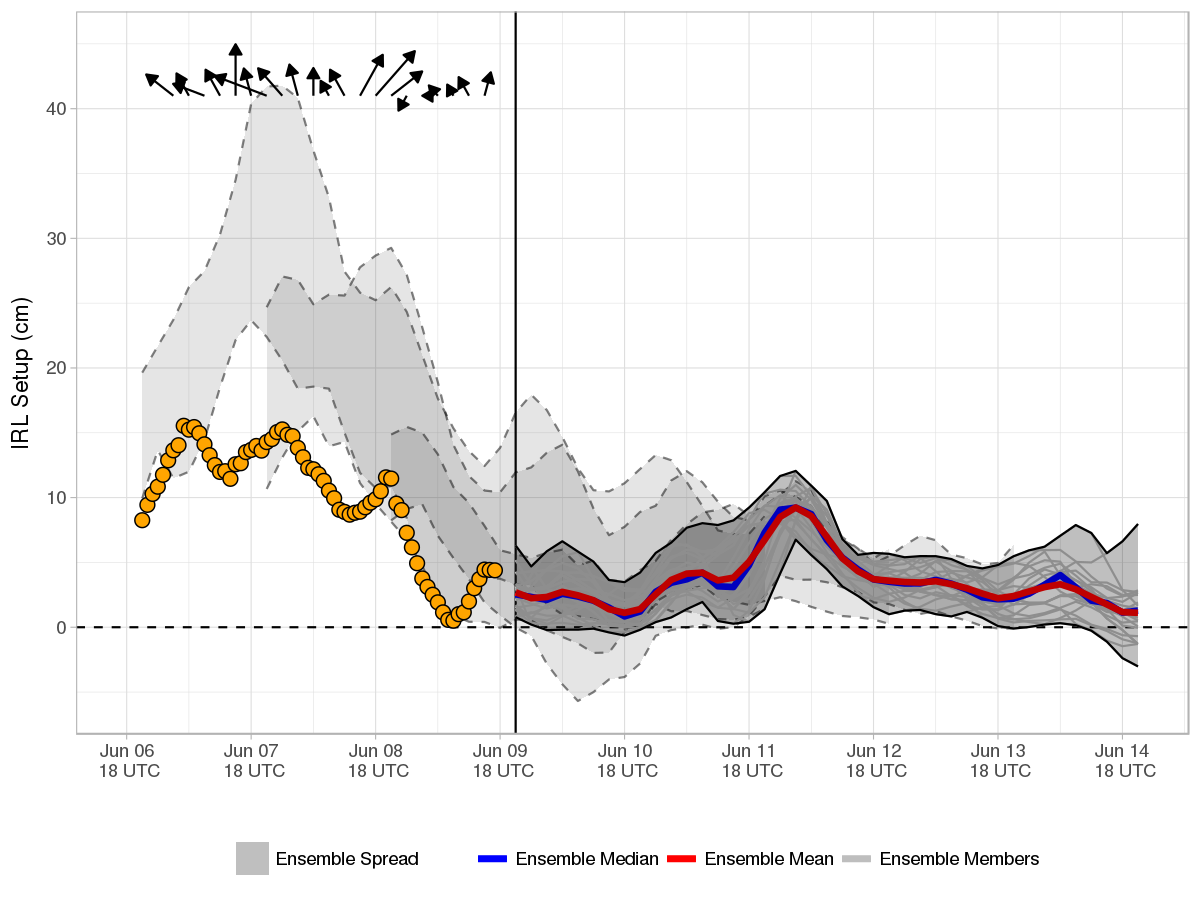 IRL Setup (cm)
40
30
20
10
0
Jun 06 Jun 07 Jun 08 Jun 09 Jun 10 Jun 11 Jun 12 Jun 13 Jun 14
18 UTC 18 UTC 18 UTC 18 UTC 18 UTC 18 UTC 18 UTC 18 UTC 18 UTC
Ensemble Spread Ensemble Median Ensemble Mean Ensemble Members